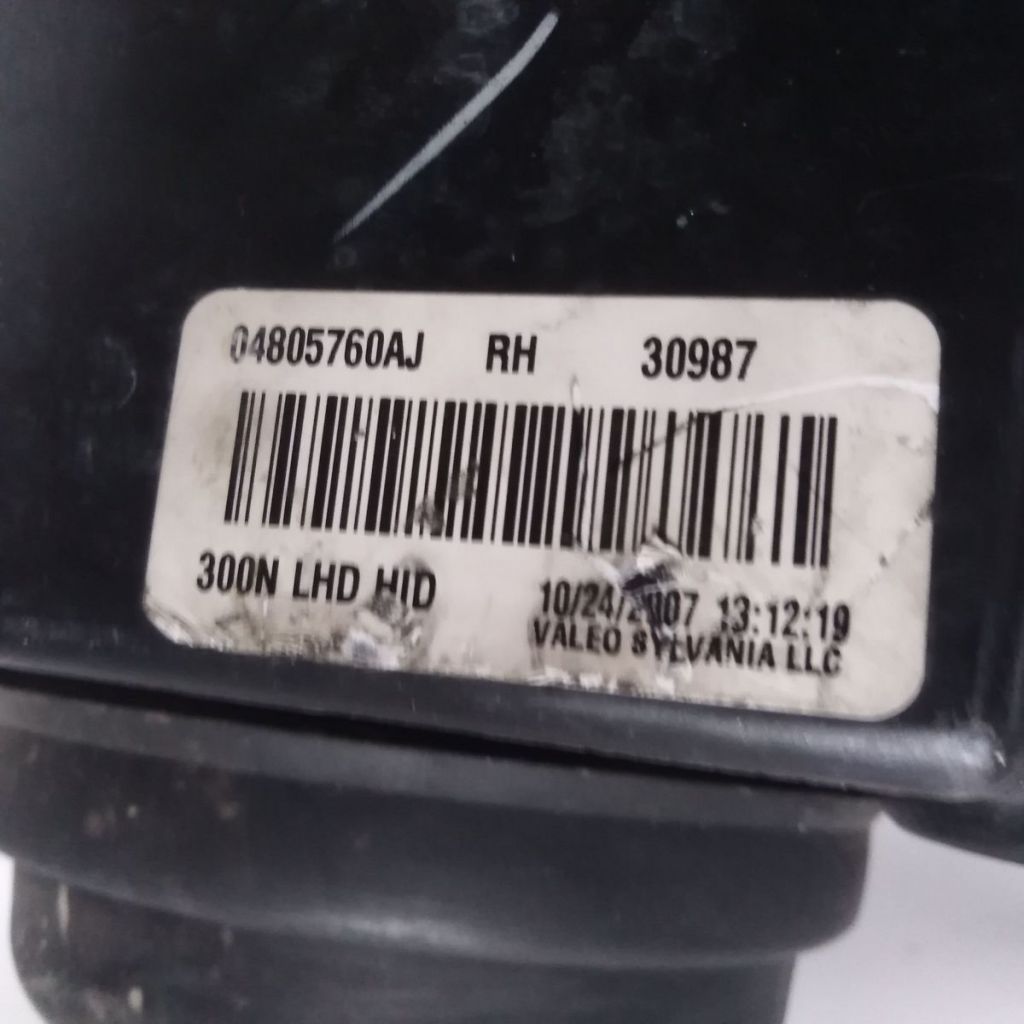 04805760AJ RH 30987
300N LHD HID
10/24/2007 13:12:19
VALEO SYLVANIA LLC